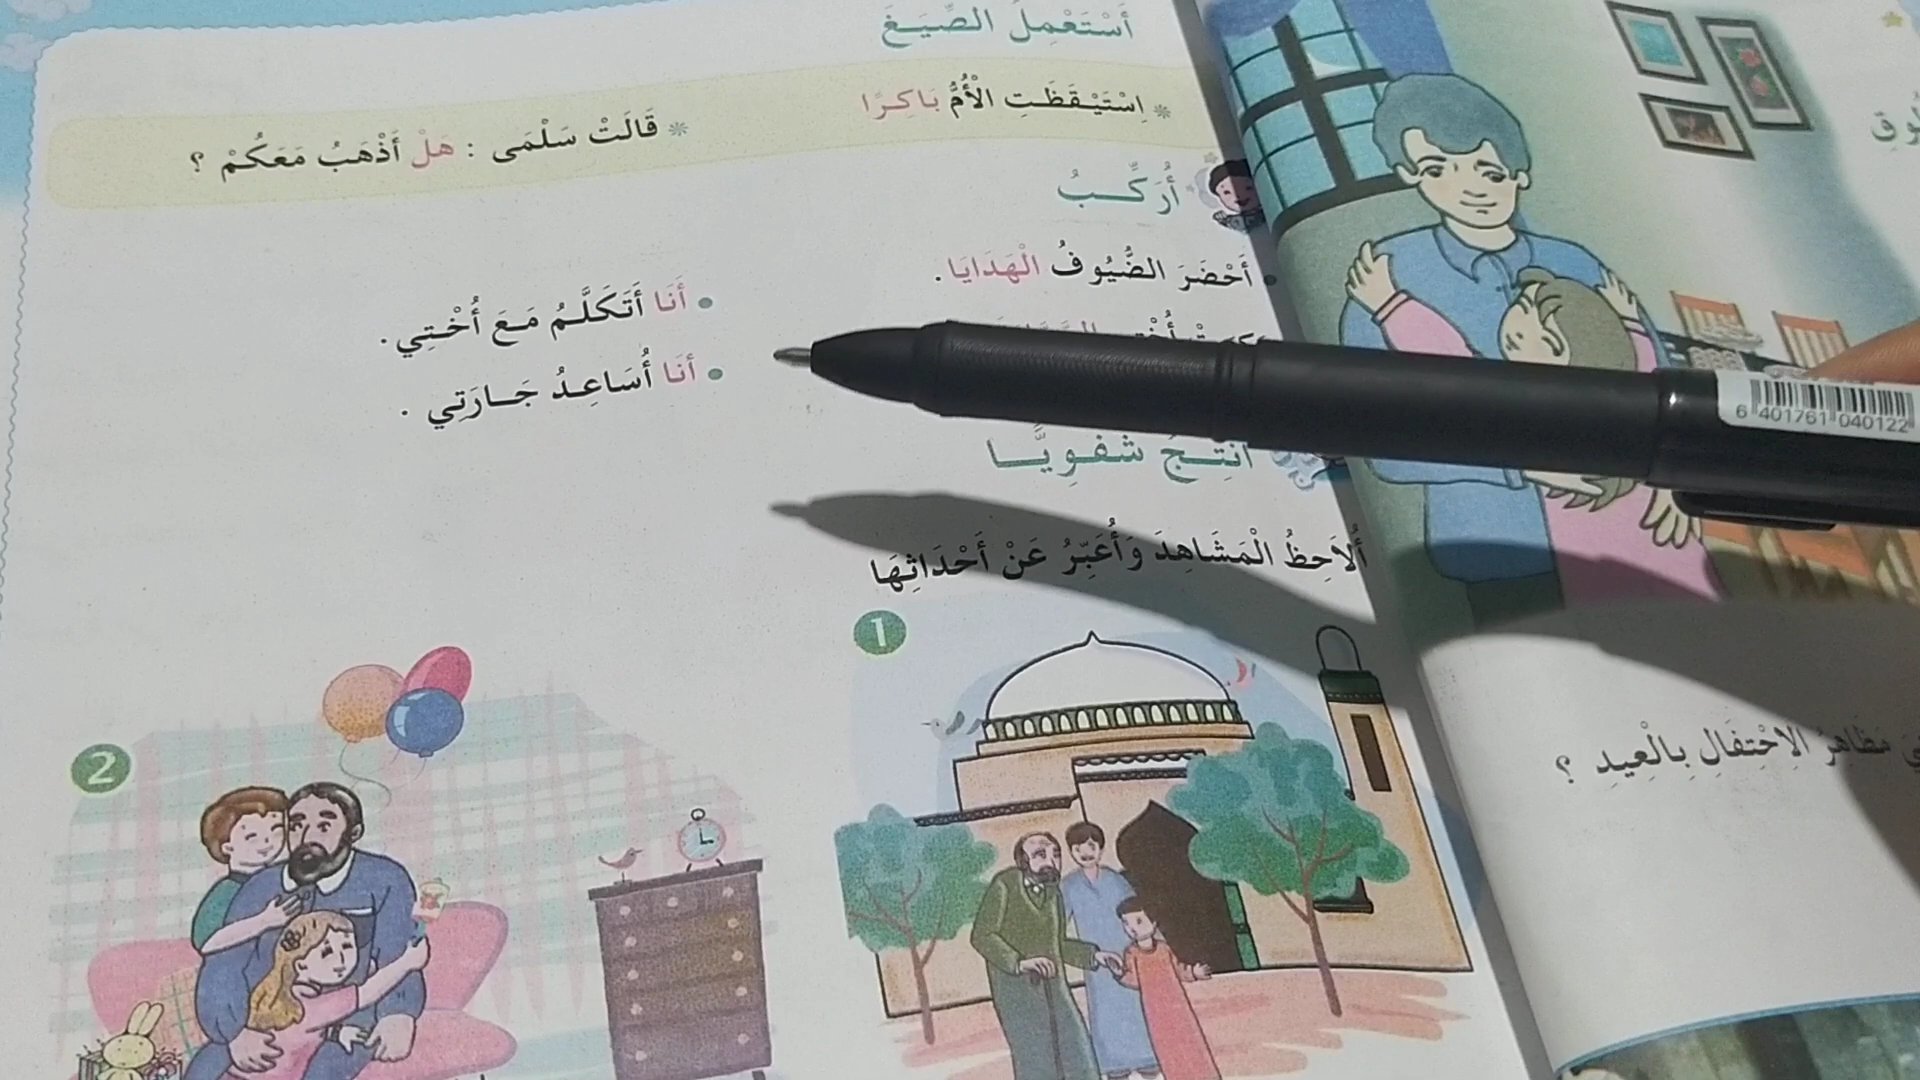 أَسْتَعْمِلُ الصِّيَغَ
* اِسْتَيْقَظَتِ الْأُمُّ بَاكِرًا
* قَالَتْ سَلْمَى : هَلْ أَذْهَبُ مَعَكُمْ ؟
أُرَكِّبُ
• أَحْضَرَ الضُّيُوفُ الْهَدَايَا.
• أَنَا أَتَكَلَّمُ مَعَ أُخْتِي.
• أَنَا أُسَاعِدُ جَارَتِي.
أُنْتِجُ شَفَوِيًّا
أُلَاحِظُ الْمَشَاهِدَ وَأُعَبِّرُ عَنْ أَحْدَاثِهَا
1
2
مَظَاهِرُ الِاحْتِفَالِ بِالْعِيدِ ؟
6 401761 040122